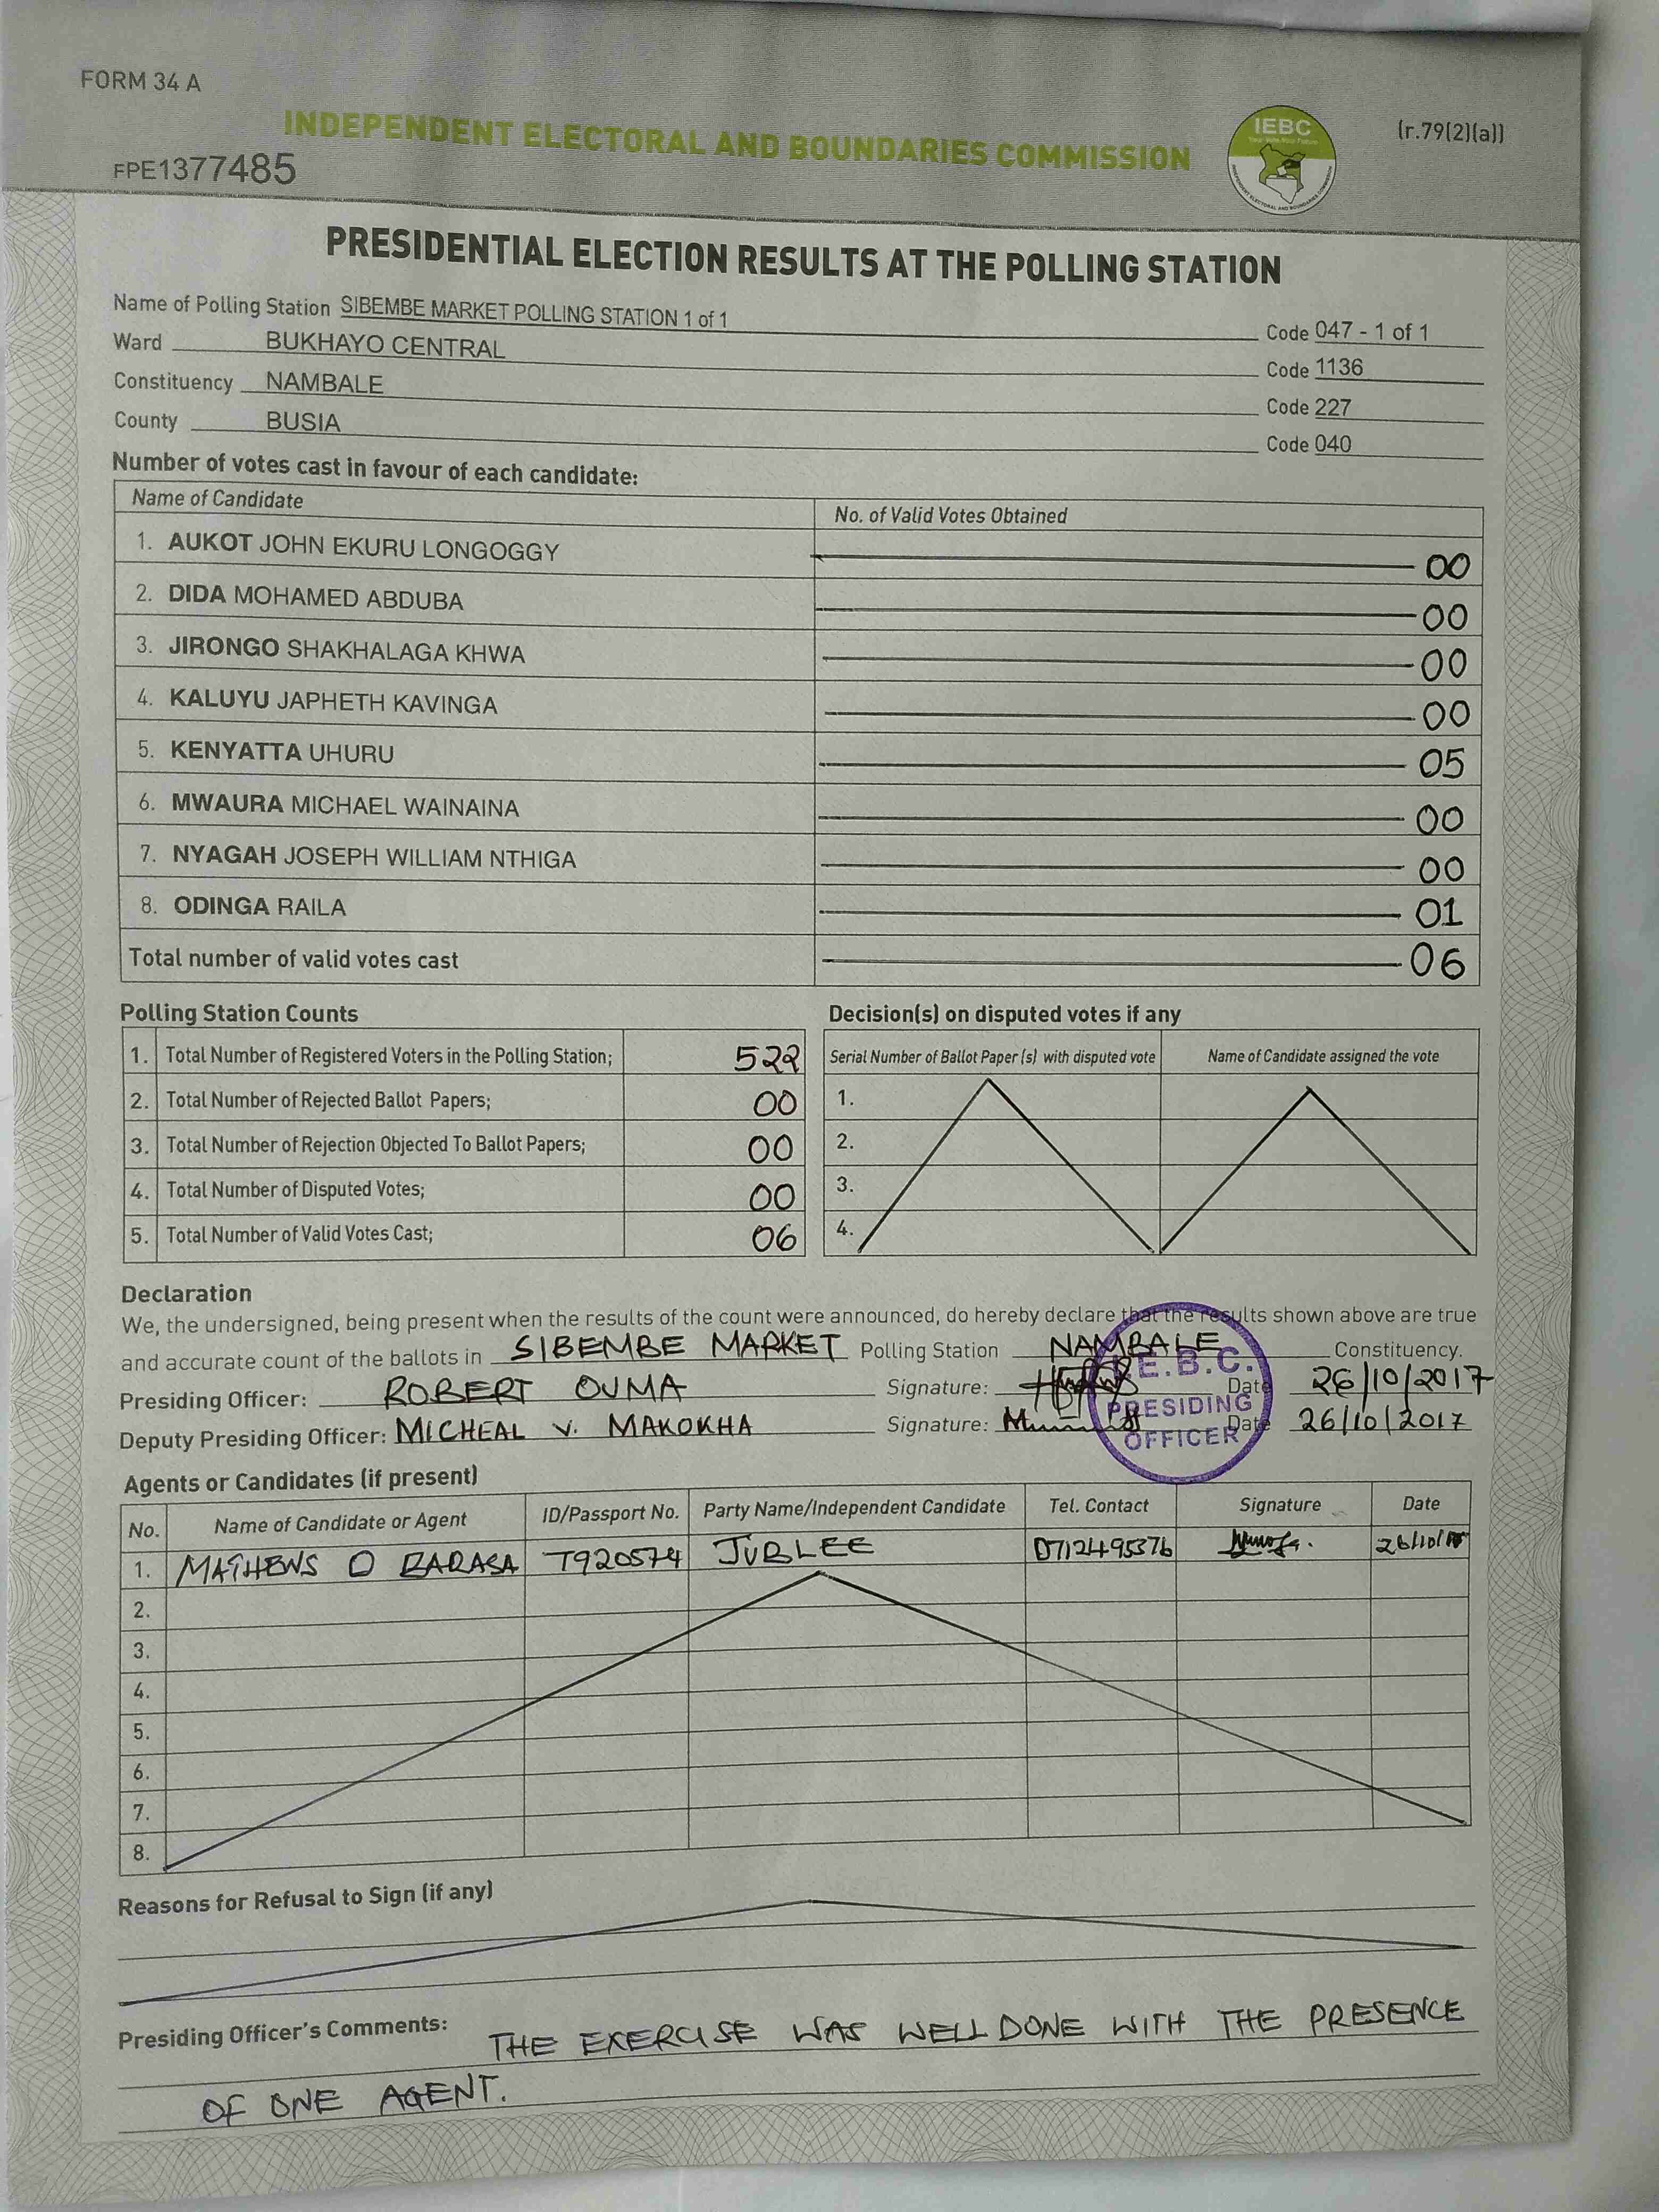 FORM 34 A
INDEPENDENT ELECTORAL AND BOUNDARIES COMMISSION
IEBC
(r.79(2)(a))
FPE1377485
PRESIDENTIAL ELECTION RESULTS AT THE POLLING STATION
Name of Polling Station SIBEMBE MARKET POLLING STATION 1 of 1 Code 047 - 1 of 1
Ward BUKHAYO CENTRAL Code 1136
Constituency NAMBALE Code 227
County BUSIA Code 040
Number of votes cast in favour of each candidate:
Name of Candidate No. of Valid Votes Obtained
1. AUKOT JOHN EKURU LONGOGGY 00
2. DIDA MOHAMED ABDUBA 00
3. JIRONGO SHAKHALAGA KHWA 00
4. KALUYU JAPHETH KAVINGA 00
5. KENYATTA UHURU 05
6. MWAURA MICHAEL WAINAINA 00
7. NYAGAH JOSEPH WILLIAM NTHIGA 00
8. ODINGA RAILA 01
Total number of valid votes cast 06
Polling Station Counts
1. Total Number of Registered Voters in the Polling Station; 522
2. Total Number of Rejected Ballot Papers; 00
3. Total Number of Rejection Objected To Ballot Papers; 00
4. Total Number of Disputed Votes; 00
5. Total Number of Valid Votes Cast; 06
Decision(s) on disputed votes if any
Serial Number of Ballot Paper (s) with disputed vote Name of Candidate assigned the vote
1.
2.
3.
4.
Declaration
We, the undersigned, being present when the results of the count were announced, do hereby declare that the results shown above are true
and accurate count of the ballots in SIBEMBE MARKET Polling Station NAMBALE Constituency.
Presiding Officer: ROBERT OUMA Signature: Date 26/10/2017
Deputy Presiding Officer: MICHEAL V. MAKOKHA Signature: Date 26/10/2017
I.E.B.C.
PRESIDING
OFFICER
Agents or Candidates (if present)
No. Name of Candidate or Agent ID/Passport No. Party Name/Independent Candidate Tel. Contact Signature Date
1. MATHEWS O BARASA T920574 JUBLEE 0712495376 26/10/
2.
3.
4.
5.
6.
7.
8.
Reasons for Refusal to Sign (if any)
Presiding Officer's Comments: THE EXERCISE WAS WELL DONE WITH THE PRESENCE
OF ONE AGENT.